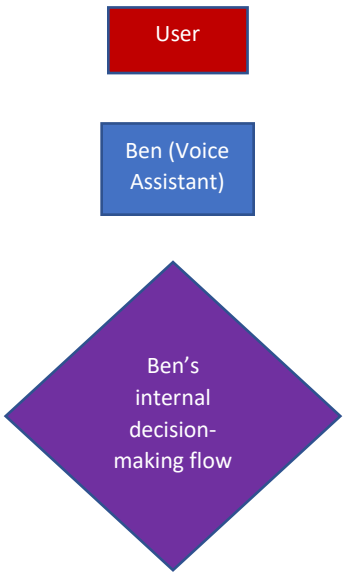 User
Ben (Voice
Assistant)
Ben’s
internal
decision-
making flow